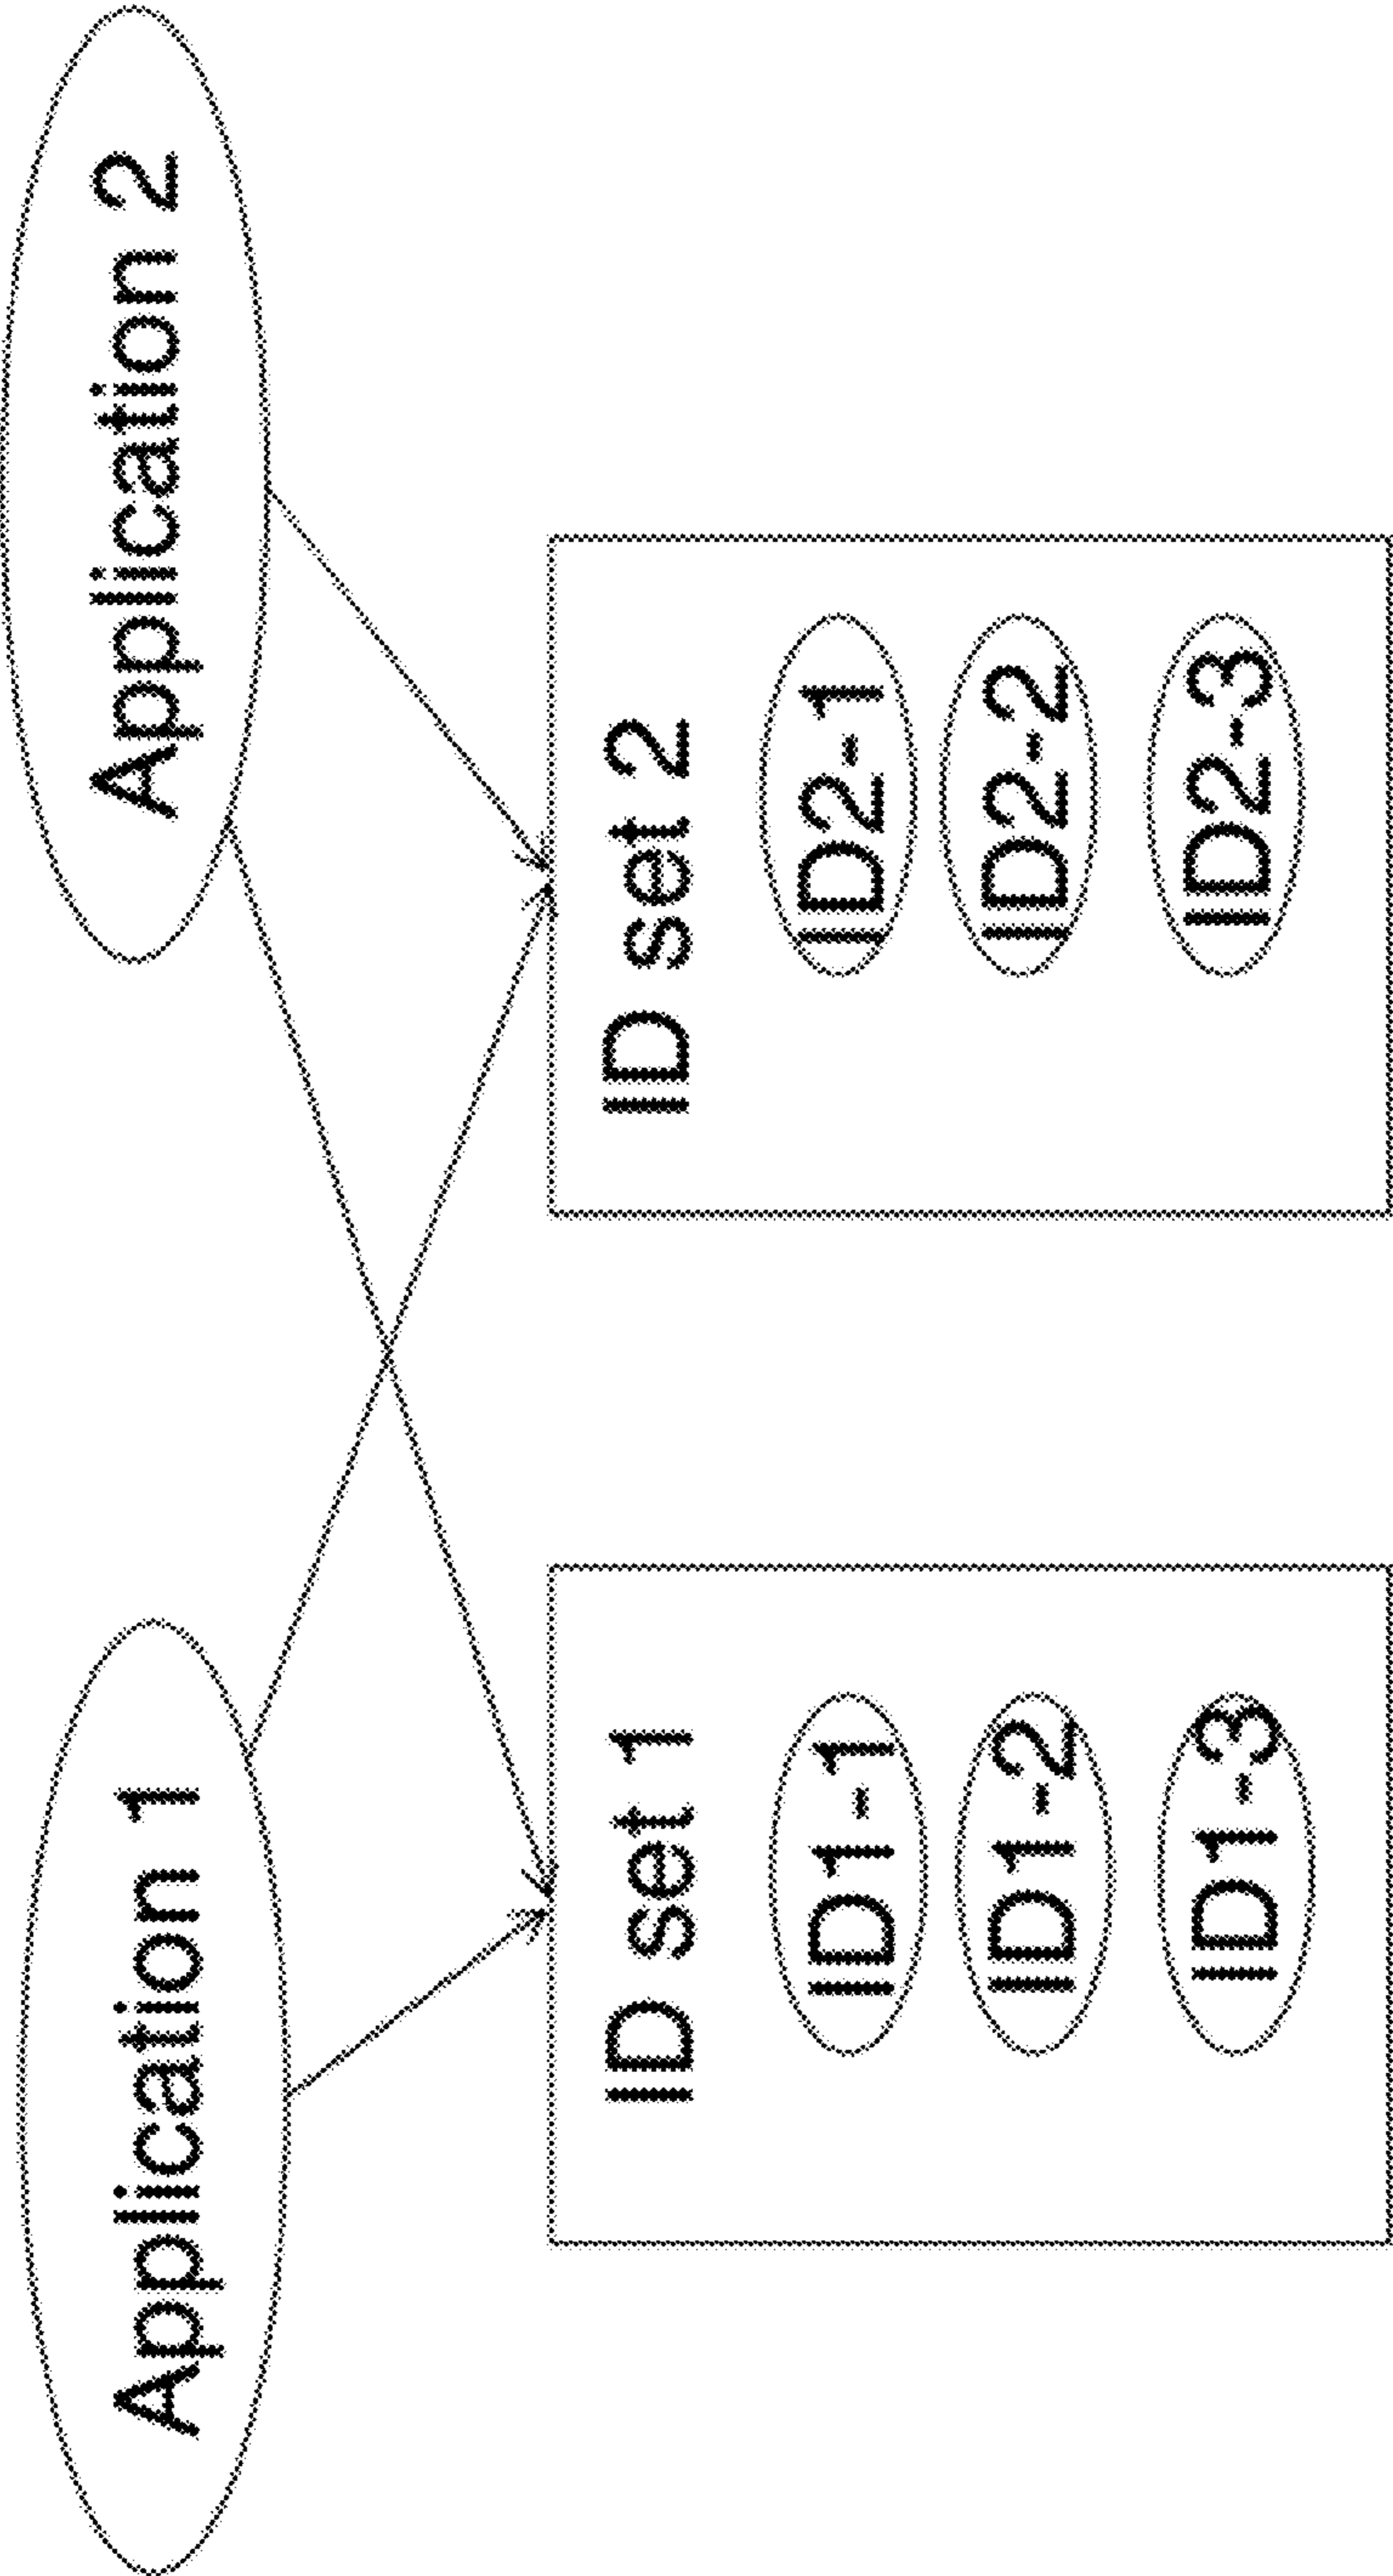 Application 1
Application 2
ID set 1
ID1-1
ID1-2
ID1-3
ID set 2
ID2-1
ID2-2
ID2-3